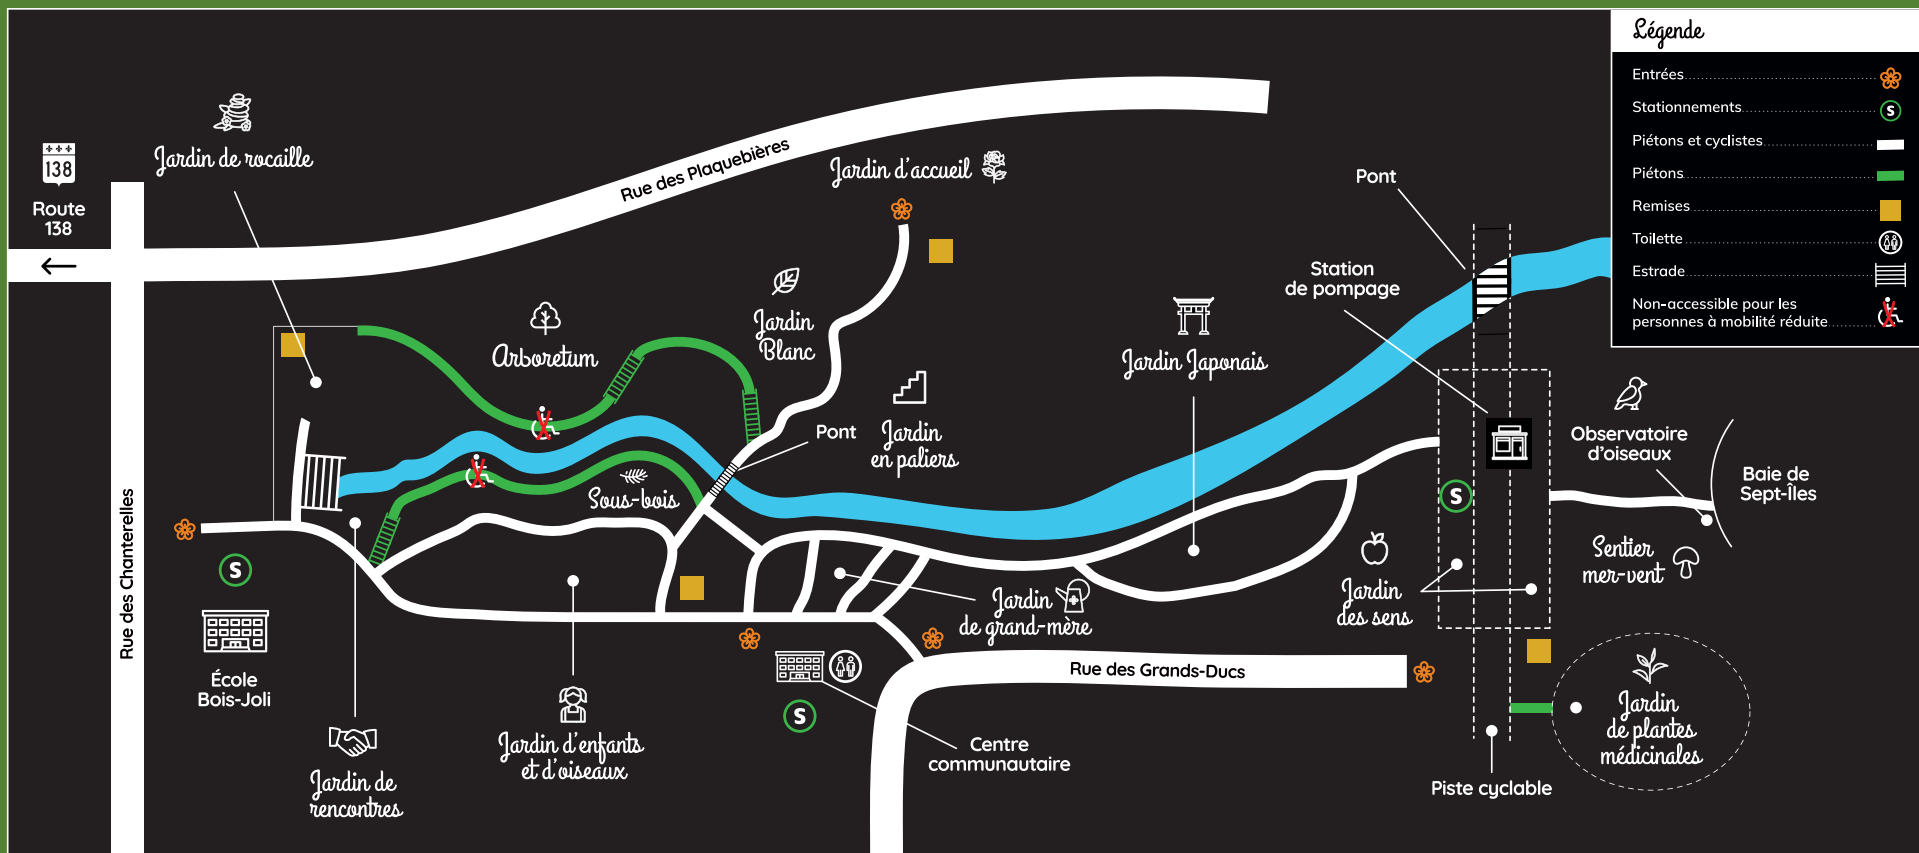 Légende
Entrées
Stationnements
Piétons et cyclistes
Piétons
Remises
Toilette
Estrade
Non-accessible pour les
personnes à mobilité réduite
S
138
Route
138
Jardin de rocaille
Rue des Plaquebières
Jardin d'accueil
Pont
Station
de pompage
Arboretum
Jardin
Blanc
Jardin Japonais
Pont
Jardin
en paliers
Sous-bois
Observatoire
d'oiseaux
Baie de
Sept-Îles
S
Sentier
mer-vent
Rue des Chanterelles
S
École
Bois-Joli
Jardin
de grand-mère
Jardin
des sens
Rue des Grands-Ducs
S
Jardin de
rencontres
Jardin d'enfants
et d'oiseaux
Centre
communautaire
Jardin
de plantes
médicinales
Piste cyclable